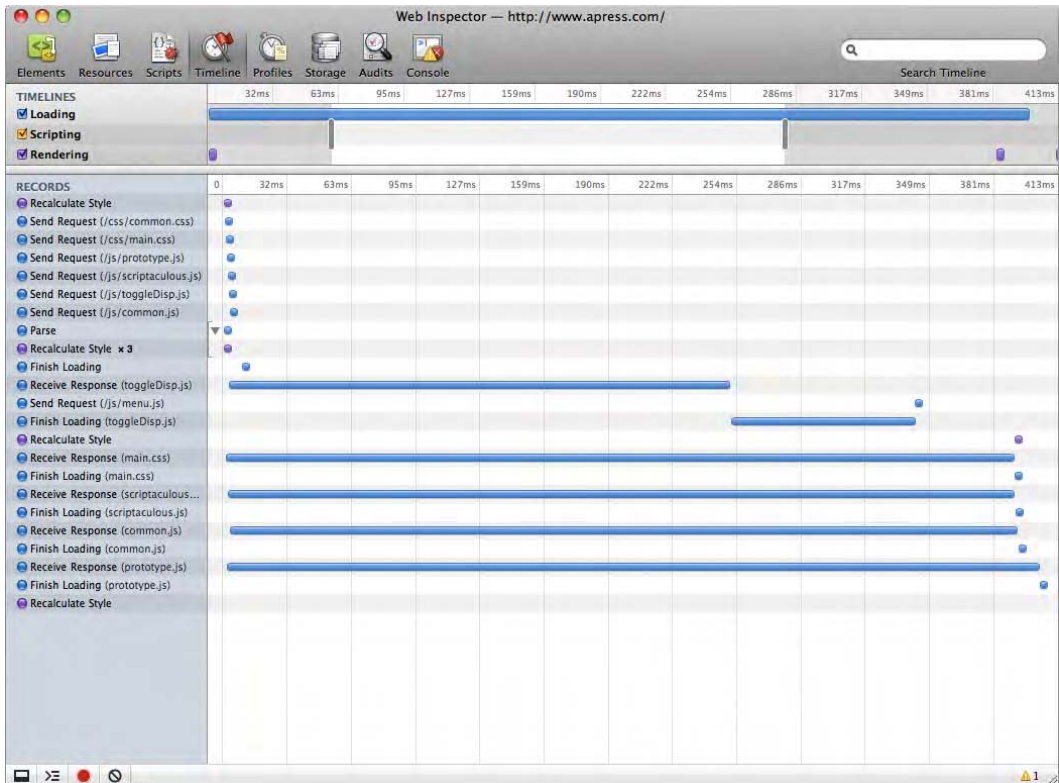 Web Inspector — http://www.apress.com/
Elements Resources Scripts Timeline Profiles Storage Audits Console
Search Timeline
TIMELINES 32ms 63ms 95ms 127ms 159ms 190ms 222ms 254ms 286ms 317ms 349ms 381ms 413ms
Loading
Scripting
Rendering
RECORDS 0 32ms 63ms 95ms 127ms 159ms 190ms 222ms 254ms 286ms 317ms 349ms 381ms 413ms
Recalculate Style
Send Request (/css/common.css)
Send Request (/css/main.css)
Send Request (/js/prototype.js)
Send Request (/js/scriptaculous.js)
Send Request (/js/toggleDisp.js)
Send Request (/js/common.js)
Parse
Recalculate Style × 3
Finish Loading
Receive Response (toggleDisp.js)
Send Request (/js/menu.js)
Finish Loading (toggleDisp.js)
Recalculate Style
Receive Response (main.css)
Finish Loading (main.css)
Receive Response (scriptaculous...
Finish Loading (scriptaculous.js)
Receive Response (common.js)
Finish Loading (common.js)
Receive Response (prototype.js)
Finish Loading (prototype.js)
Recalculate Style
1